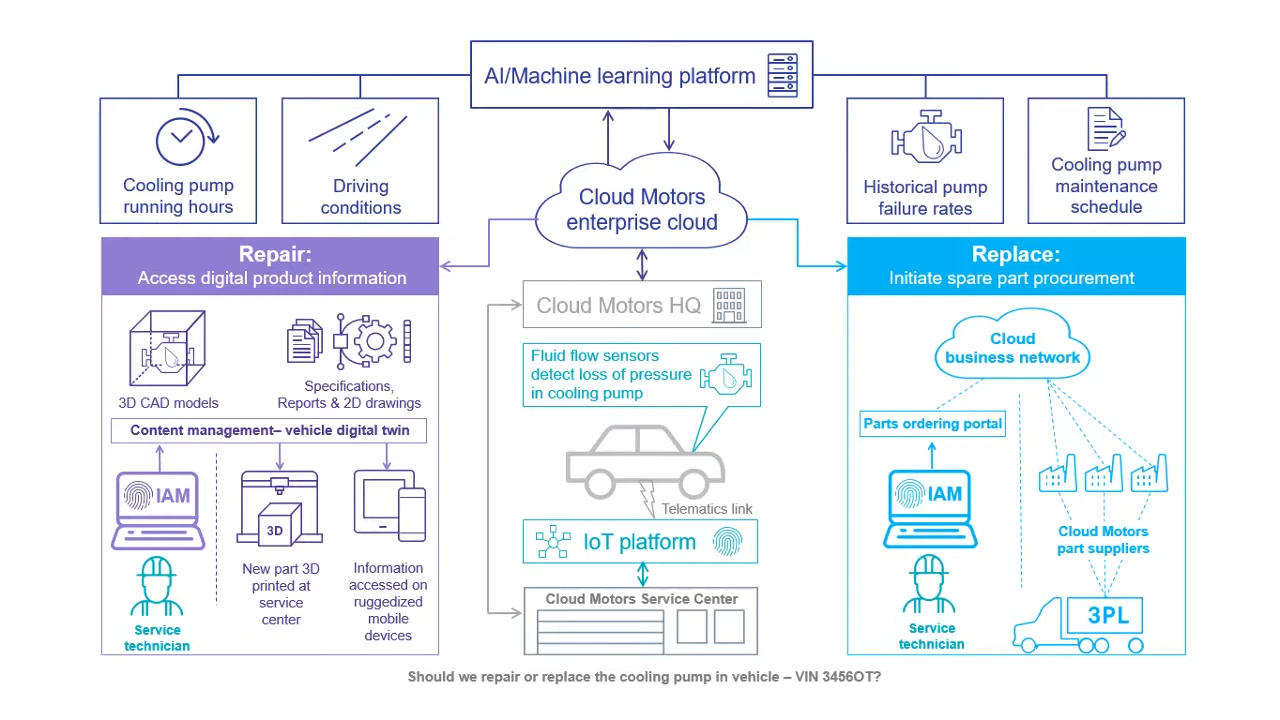 AI/Machine learning platform
Cooling pump
running hours
Driving
conditions
Cloud Motors
enterprise cloud
Historical pump
failure rates
Cooling pump
maintenance
schedule
Repair:
Access digital product information
3D CAD models
Specifications,
Reports & 2D drawings
Content management– vehicle digital twin
IAM
3D
Service
technician
New part 3D
printed at
service
center
Information
accessed on
ruggedized
mobile
devices
Cloud Motors HQ
Fluid flow sensors
detect loss of pressure
in cooling pump
Telematics link
IoT platform
Cloud Motors Service Center
Replace:
Initiate spare part procurement
Cloud
business network
Parts ordering portal
IAM
Service
technician
Cloud Motors
part suppliers
3PL
Should we repair or replace the cooling pump in vehicle – VIN 3456OT?